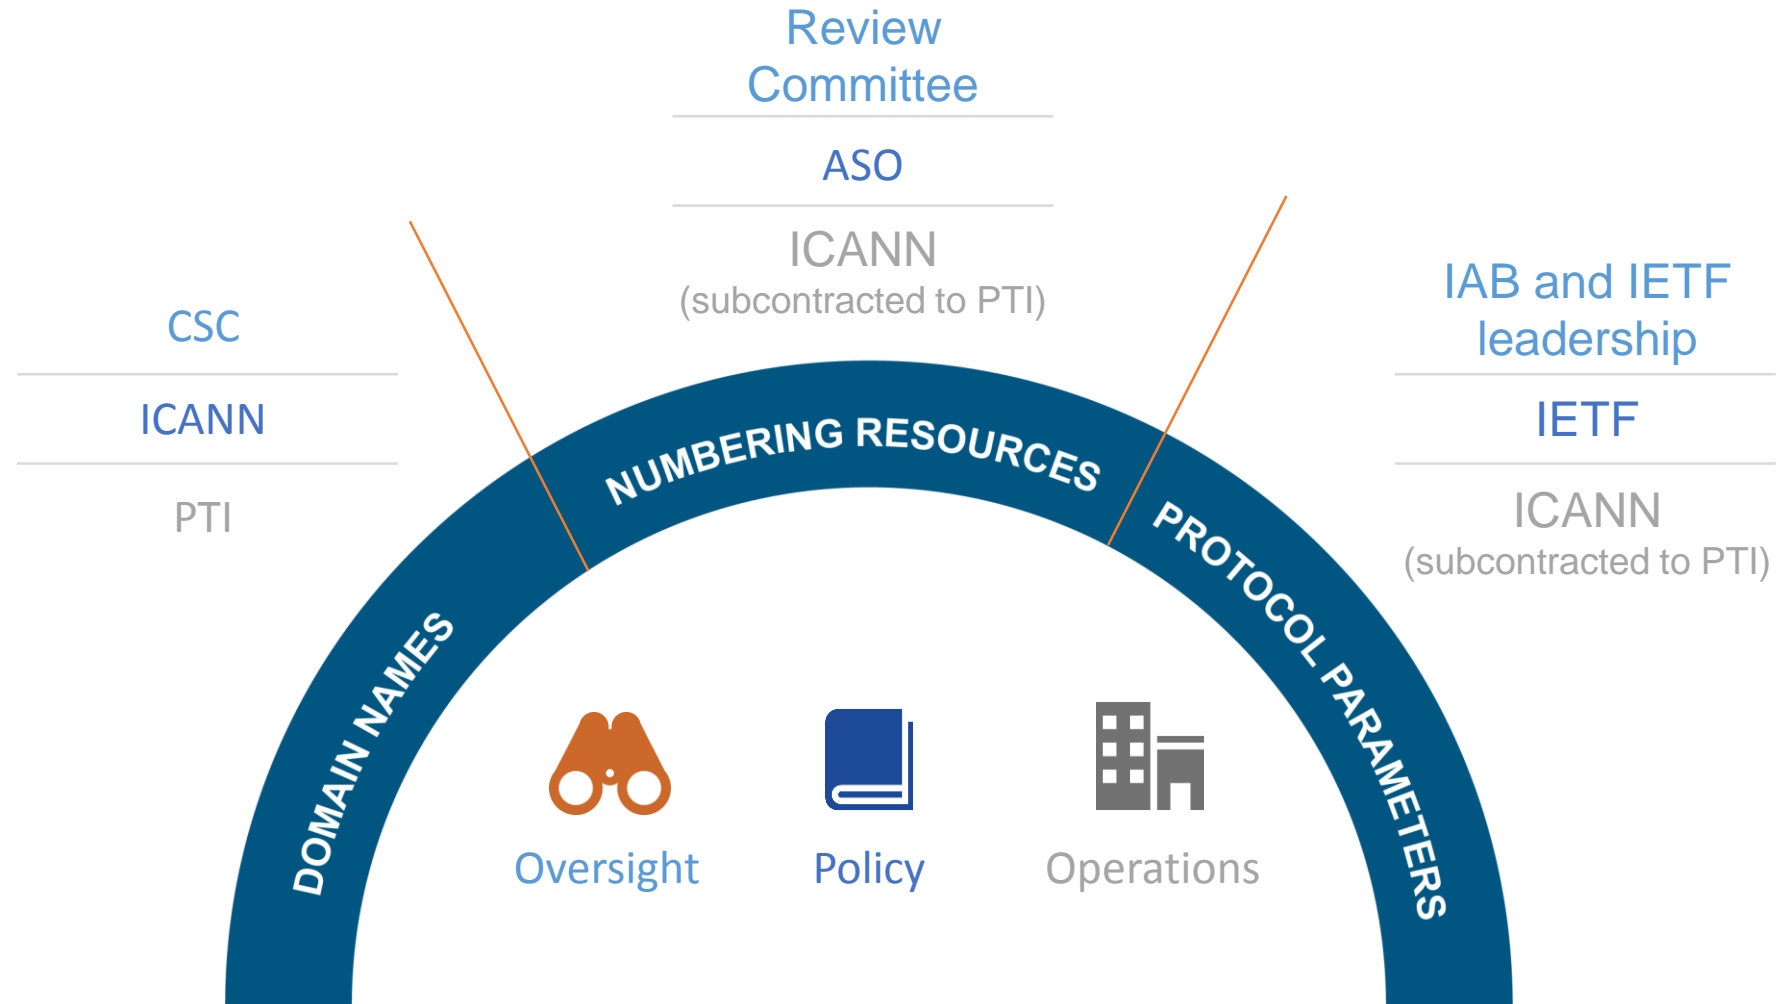 Review
Committee
ASO
ICANN
(subcontracted to PTI)
CSC
ICANN
PTI
IAB and IETF
leadership
IETF
ICANN
(subcontracted to PTI)
DOMAIN NAMES
NUMBERING RESOURCES
PROTOCOL PARAMETERS
Oversight
Policy
Operations